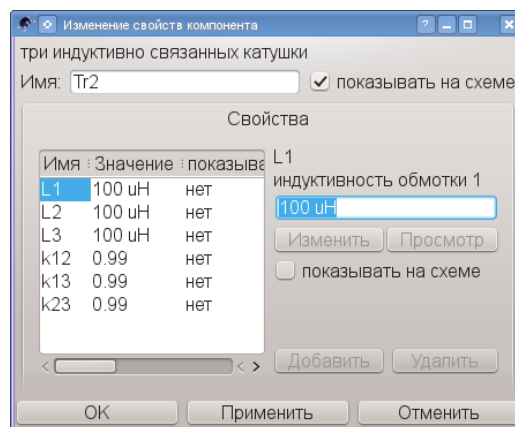 Изменение свойств компонента
три индуктивно связанных катушки
Имя: Tr2 показывать на схеме
Свойства
Имя Значение показыва
L1 100 uH нет
L2 100 uH нет
L3 100 uH нет
k12 0.99 нет
k13 0.99 нет
k23 0.99 нет
L1
индуктивность обмотки 1
100 uH
Изменить Просмотр
показывать на схеме
Добавить Удалить
OK Применить Отменить